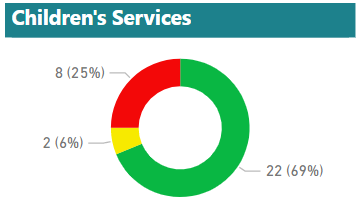 Children's Services
8 (25%)
2 (6%)
22 (69%)